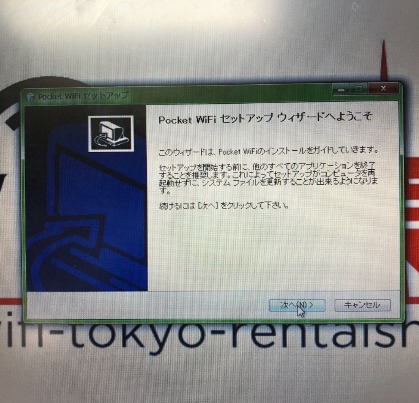 Pocket WiFi セットアップ
Pocket WiFi セットアップ ウィザードへようこそ
このウィザードは、Pocket WiFiのインストールをガイドしていきます。
セットアップを開始する前に、他のすべてのアプリケーションを終了
することを推奨します。これによってセットアップがコンピュータを再
起動せずに、システム ファイルを更新することが出来るようになりま
す。
続けるには [次へ] をクリックして下さい。
次へ(N) >
キャンセル
ifi-tokyo-rentalsh